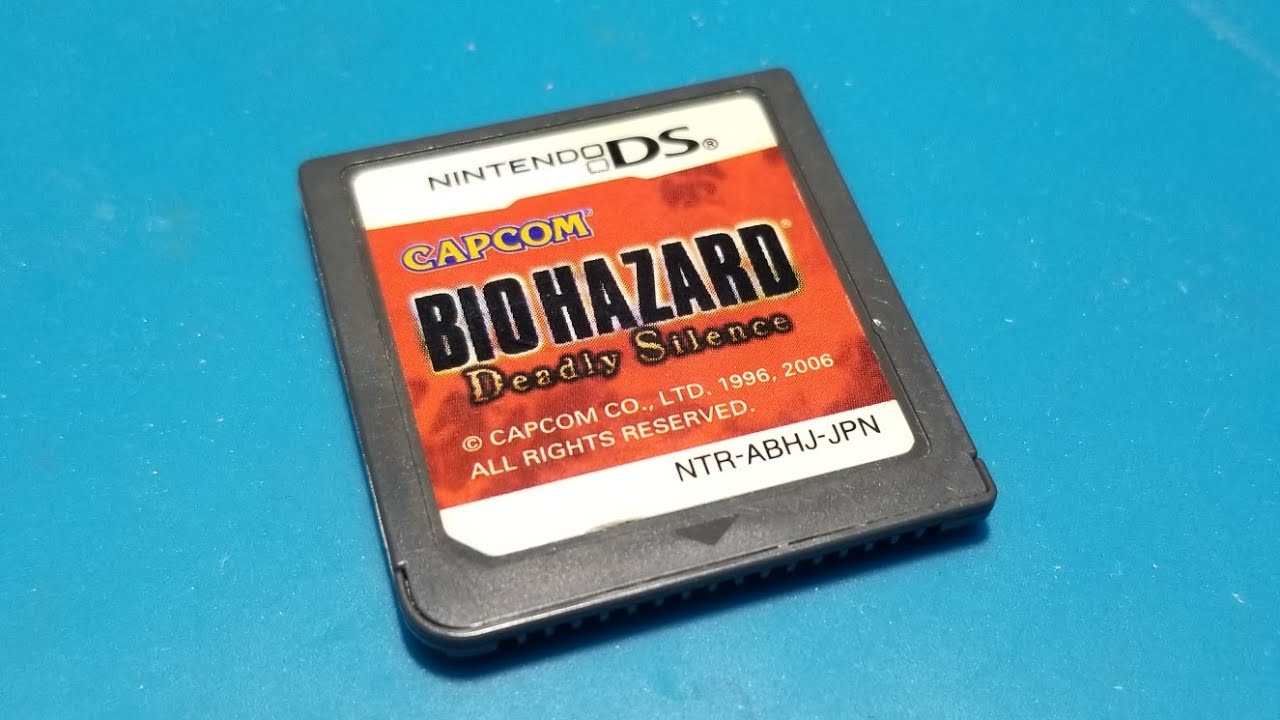 NINTENDO DS®
CAPCOM
BIOHAZARD®
Deadly Silence
© CAPCOM CO., LTD. 1996, 2006
ALL RIGHTS RESERVED.
NTR-ABHJ-JPN